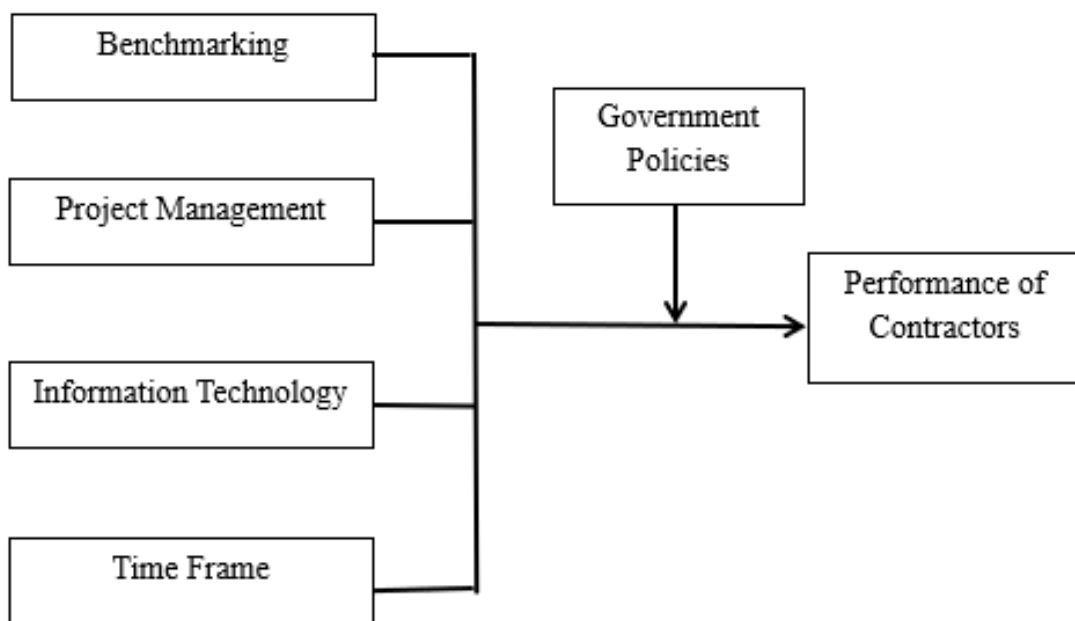 Benchmarking
Project Management
Information Technology
Time Frame
Government
Policies
Performance of
Contractors